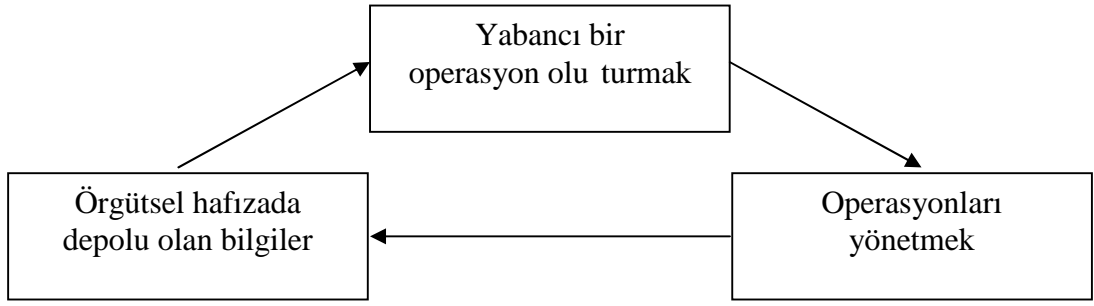 Yabancı bir
operasyon olu turmak
Örgütsel hafızada
depolu olan bilgiler
Operasyonları
yönetmek